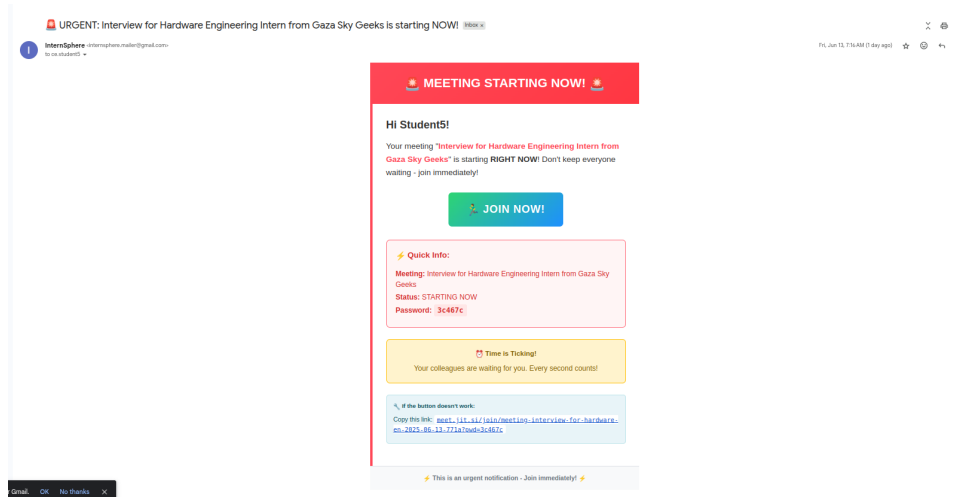 🚨 URGENT: Interview for Hardware Engineering Intern from Gaza Sky Geeks is starting NOW! Inbox x
I
InternSphere <internsphere.mailer@gmail.com>
Fri, Jun 13, 7:16 AM (1 day ago)
to ce.student5
🚨 MEETING STARTING NOW! 🚨
Hi Student5!
Your meeting "Interview for Hardware Engineering Intern from
Gaza Sky Geeks" is starting RIGHT NOW! Don't keep everyone
waiting - join immediately!
🏃 JOIN NOW!
⚡ Quick Info:
Meeting: Interview for Hardware Engineering Intern from Gaza Sky
Geeks
Status: STARTING NOW
Password: 3c467c
⏰ Time is Ticking!
Your colleagues are waiting for you. Every second counts!
🔧 If the button doesn't work:
Copy this link: meet.jit.si/join/meeting-interview-for-hardware-
en-2025-06-13-771a?pwd=3c467c
⚡ This is an urgent notification - Join immediately! ⚡
r Gmail. OK No thanks ×